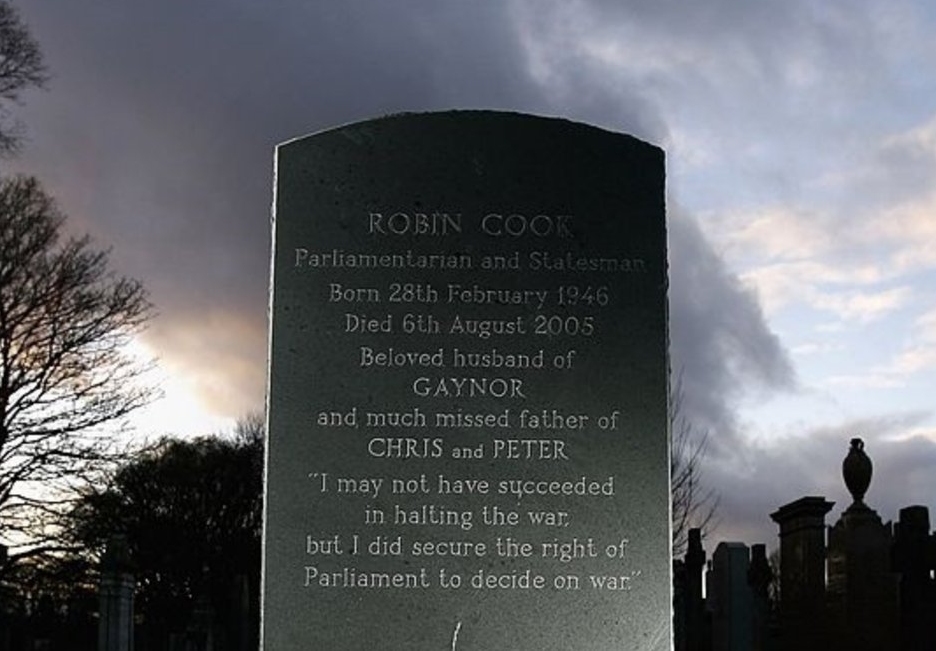 ROBIN COOK
Parliamentarian and Statesman
Born 28th February 1946
Died 6th August 2005
Beloved husband of
GAYNOR
and much missed father of
CHRIS and PETER
"I may not have succeeded
in halting the war,
but I did secure the right of
Parliament to decide on war."